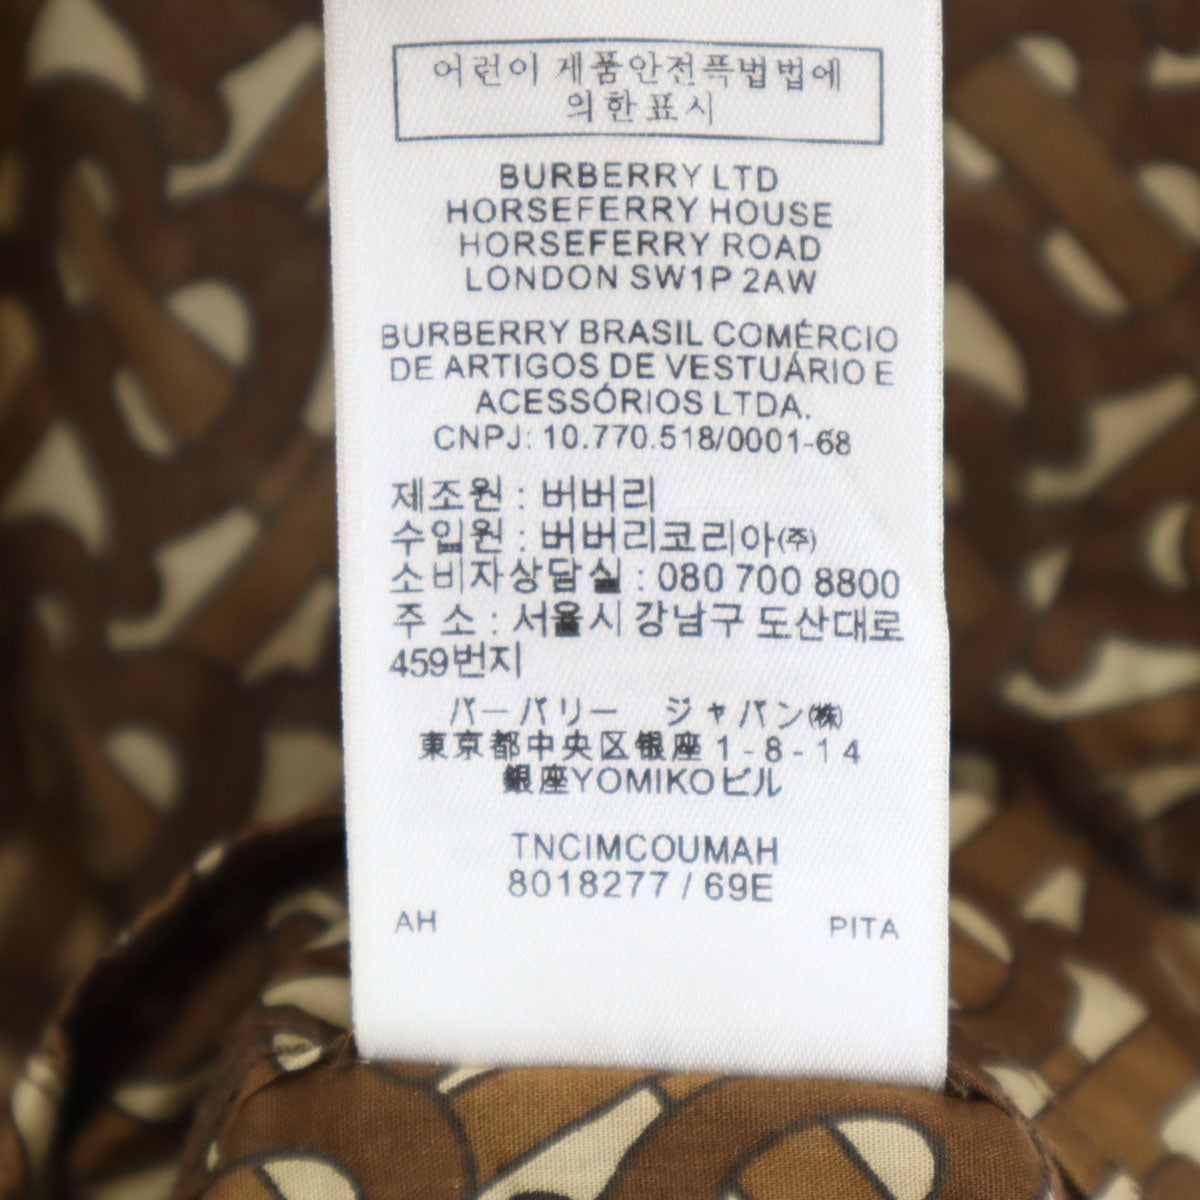 어린이 제품안전특별법에
의한표시
BURBERRY LTD
HORSEFERRY HOUSE
HORSEFERRY ROAD
LONDON SW1P 2AW
BURBERRY BRASIL COMÉRCIO
DE ARTIGOS DE VESTUÁRIO E
ACESSÓRIOS LTDA.
CNPJ: 10.770.518/0001-68
제조원 : 버버리
수입원 : 버버리코리아(주)
소비자상담실 : 080 700 8800
주 소 : 서울시 강남구 도산대로
459번지
バーバリー ジャパン(株)
東京都中央区銀座1-8-14
銀座YOMIKOビル
TNCIMCOUMAH
8018277 / 69E
AH PITA